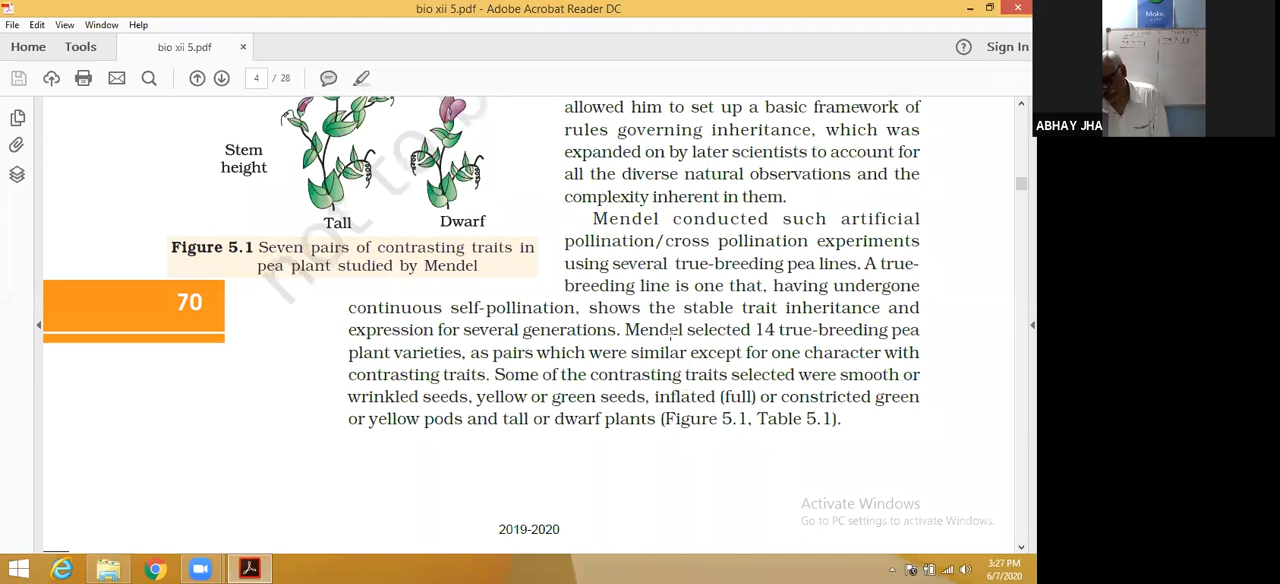 bio xii 5.pdf - Adobe Acrobat Reader DC
File Edit View Window Help
Home Tools bio xii 5.pdf × Sign In
4 / 28
allowed him to set up a basic framework of
rules governing inheritance, which was
expanded on by later scientists to account for
all the diverse natural observations and the
complexity inherent in them.
Stem
height
Tall Dwarf
Figure 5.1 Seven pairs of contrasting traits in
pea plant studied by Mendel
not to b
70
Mendel conducted such artificial
pollination/cross pollination experiments
using several true-breeding pea lines. A true-
breeding line is one that, having undergone
continuous self-pollination, shows the stable trait inheritance and
expression for several generations. Mendel selected 14 true-breeding pea
plant varieties, as pairs which were similar except for one character with
contrasting traits. Some of the contrasting traits selected were smooth or
wrinkled seeds, yellow or green seeds, inflated (full) or constricted green
or yellow pods and tall or dwarf plants (Figure 5.1, Table 5.1).
2019-2020
Activate Windows
Go to PC settings to activate Windows.
3:27 PM
6/7/2020
Make
ABHAY JHA